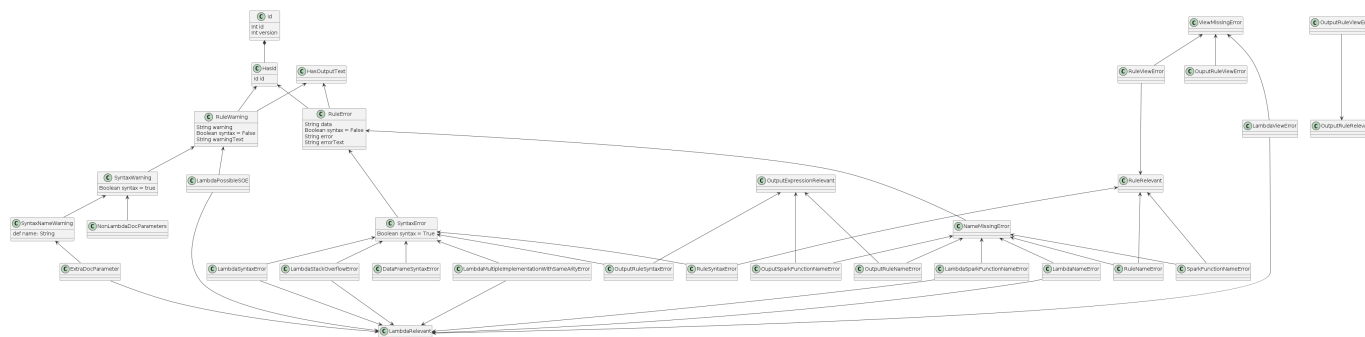 C Id
Int id
Int version
C ViewMissingError
C OutputRuleViewEr
C HasId
Id id
C HasOutputText
C RuleViewError
C OuputRuleViewError
C RuleWarning
String warning
Boolean syntax = False
String warningText
C RuleError
String data
Boolean syntax = False
String error
String errorText
C LambdaViewError
C OutputRuleRelevan
C SyntaxWarning
Boolean syntax = true
C LambdaPossibleSOE
C OutputExpressionRelevant
C RuleRelevant
C SyntaxNameWarning
def name: String
C NonLambdaDocParameters
C SyntaxError
Boolean syntax = True
C NameMissingError
C ExtraDocParameter
C LambdaSyntaxError
C LambdaStackOverflowError
C DataFrameSyntaxError
C LambdaMultipleImplementationWithSameArityError
C OutputRuleSyntaxError
C RuleSyntaxError
C OuputSparkFunctionNameError
C OutputRuleNameError
C LambdaSparkFunctionNameError
C LambdaNameError
C RuleNameError
C SparkFunctionNameError
C LambdaRelevant